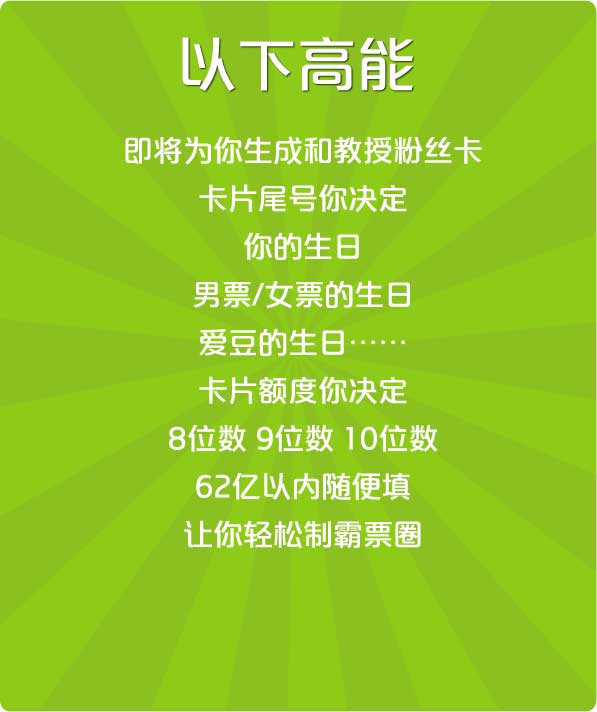 以下高能
即将为你生成和教授粉丝卡
卡片尾号你决定
你的生日
男票/女票的生日
爱豆的生日……
卡片额度你决定
8位数 9位数 10位数
62亿以内随便填
让你轻松制霸票圈